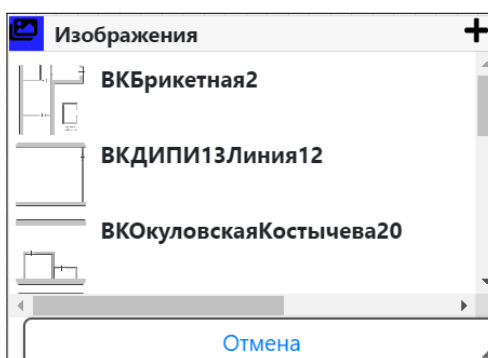 Изображения
ВКБрикетная2
ВКДИПИ13Линия12
ВКОкуловскаяКостычева20
Отмена